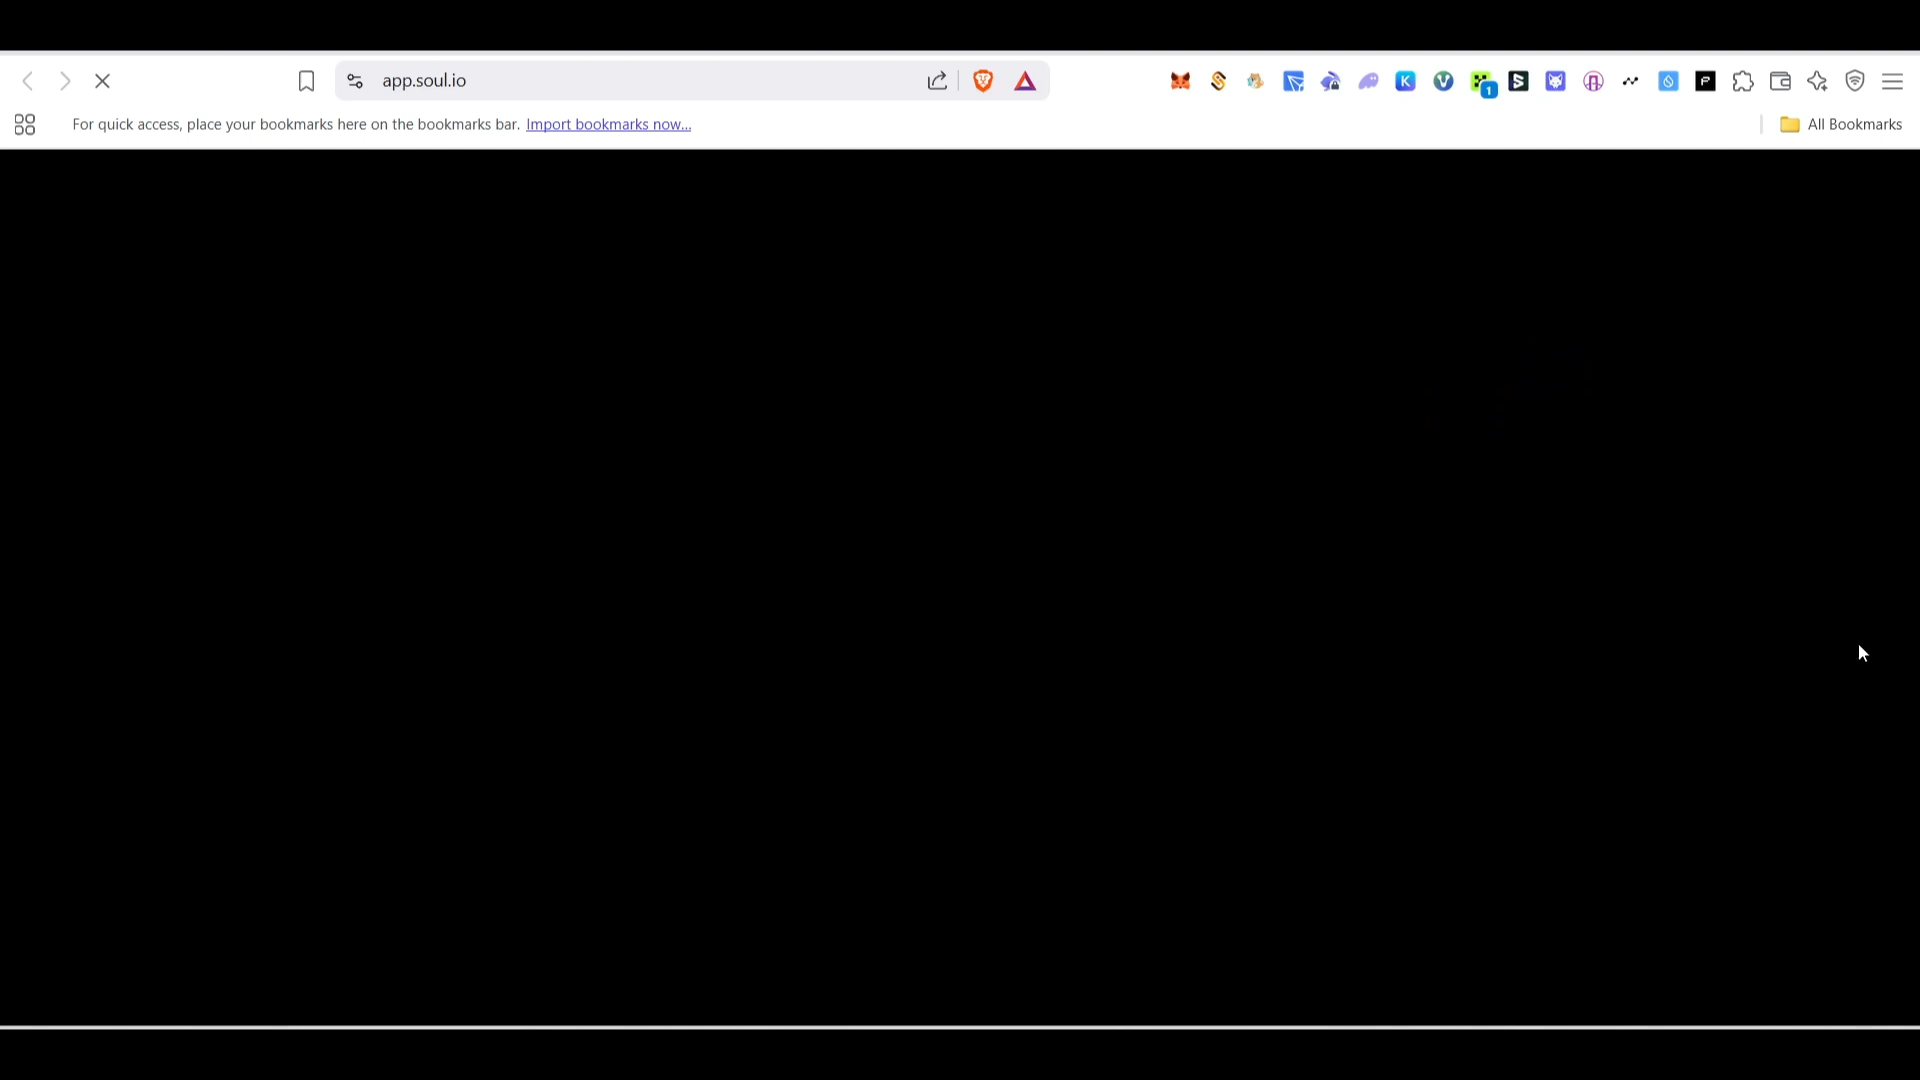 app.soul.io
1
For quick access, place your bookmarks here on the bookmarks bar. Import bookmarks now...
All Bookmarks